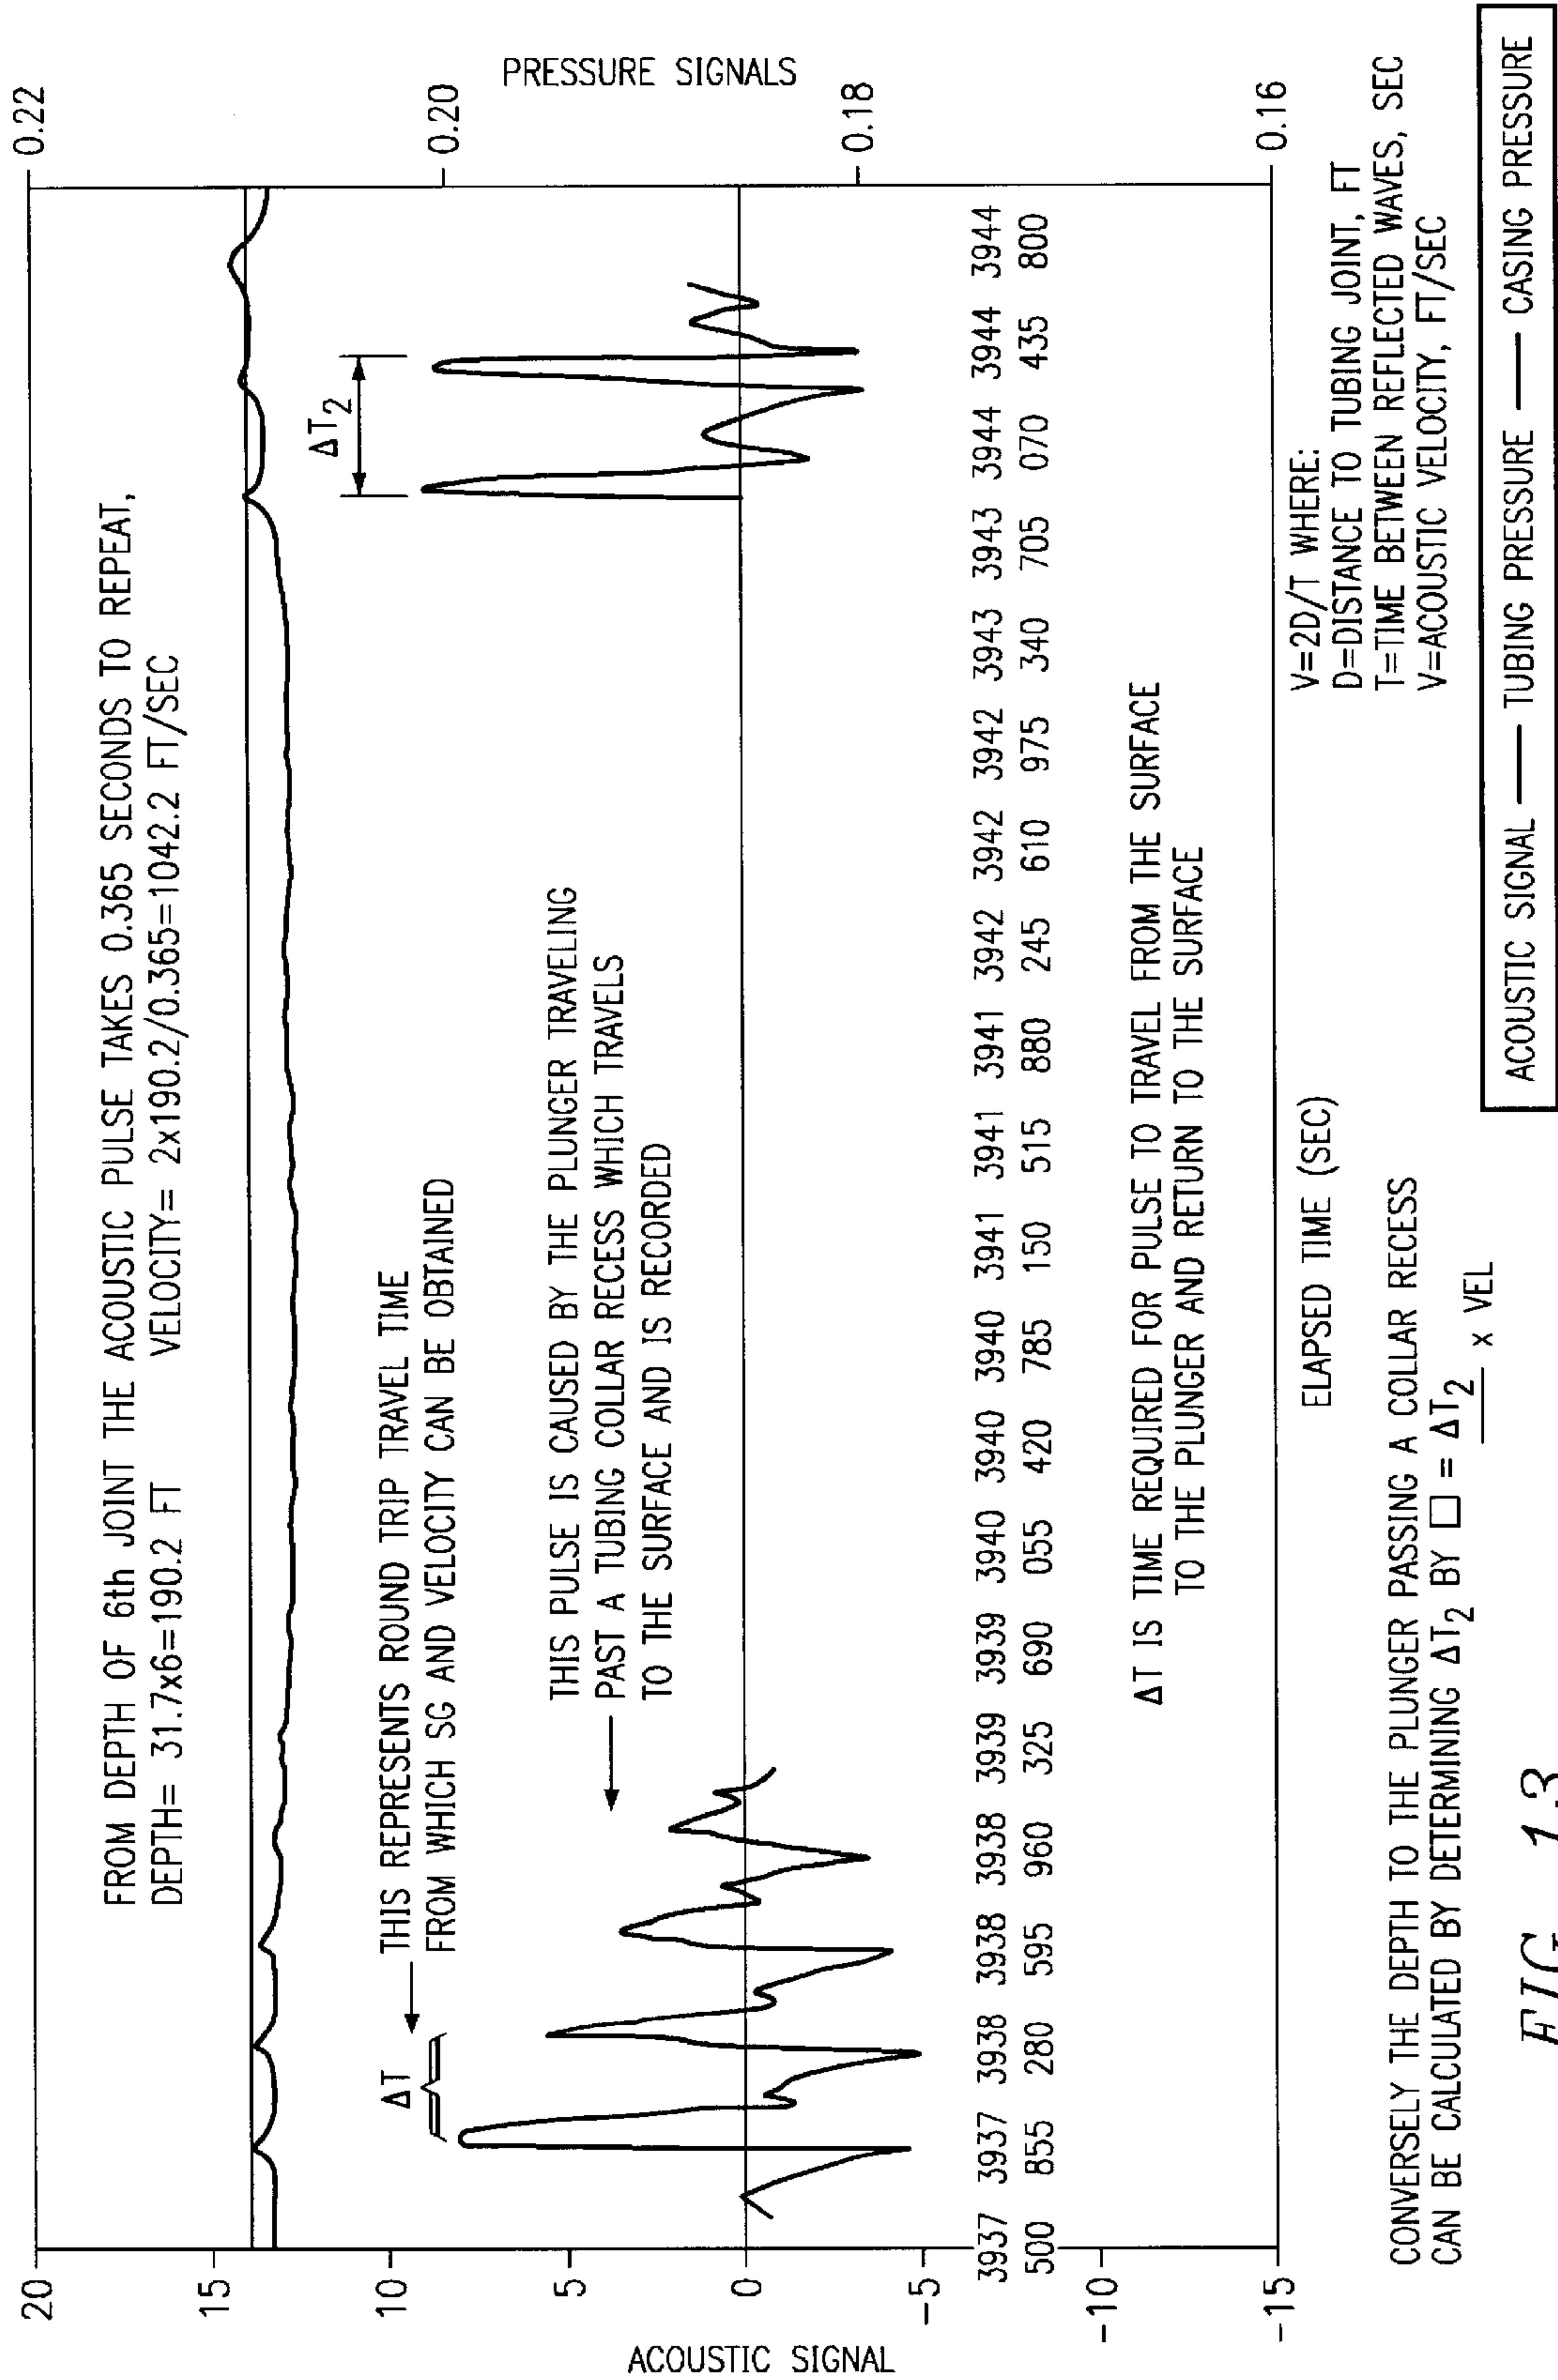 FROM DEPTH OF 6th JOINT THE ACOUSTIC PULSE TAKES 0.365 SECONDS TO REPEAT,
DEPTH= 31.7x6=190.2 FT VELOCITY= 2x190.2/0.365=1042.2 FT/SEC
ΔT
THIS REPRESENTS ROUND TRIP TRAVEL TIME
FROM WHICH SG AND VELOCITY CAN BE OBTAINED
ΔT2
THIS PULSE IS CAUSED BY THE PLUNGER TRAVELING
PAST A TUBING COLLAR RECESS WHICH TRAVELS
TO THE SURFACE AND IS RECORDED
ACOUSTIC SIGNAL
20
15
10
5
0
-5
-10
-15
PRESSURE SIGNALS
0.22
0.20
0.18
0.16
3937 3937 3938 3938 3938 3939 3939 3940 3940 3940 3941 3941 3941 3942 3942 3942 3943 3943 3944 3944 3944
500 855 280 595 960 325 690 055 420 785 150 515 880 245 610 975 340 705 070 435 800
ΔT IS TIME REQUIRED FOR PULSE TO TRAVEL FROM THE SURFACE
TO THE PLUNGER AND RETURN TO THE SURFACE
ELAPSED TIME (SEC)
V=2D/T WHERE:
D=DISTANCE TO TUBING JOINT, FT
T=TIME BETWEEN REFLECTED WAVES, SEC
V=ACOUSTIC VELOCITY, FT/SEC
CONVERSELY THE DEPTH TO THE PLUNGER PASSING A COLLAR RECESS
CAN BE CALCULATED BY DETERMINING ΔT2 BY □ = ΔT2 x VEL
ACOUSTIC SIGNAL — TUBING PRESSURE — CASING PRESSURE
FIG. 13